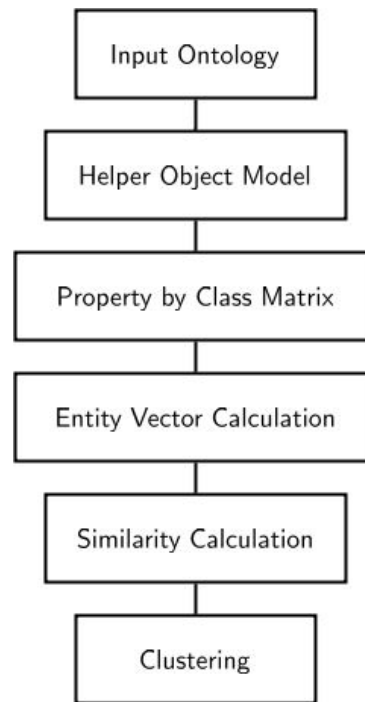 Input Ontology
Helper Object Model
Property by Class Matrix
Entity Vector Calculation
Similarity Calculation
Clustering